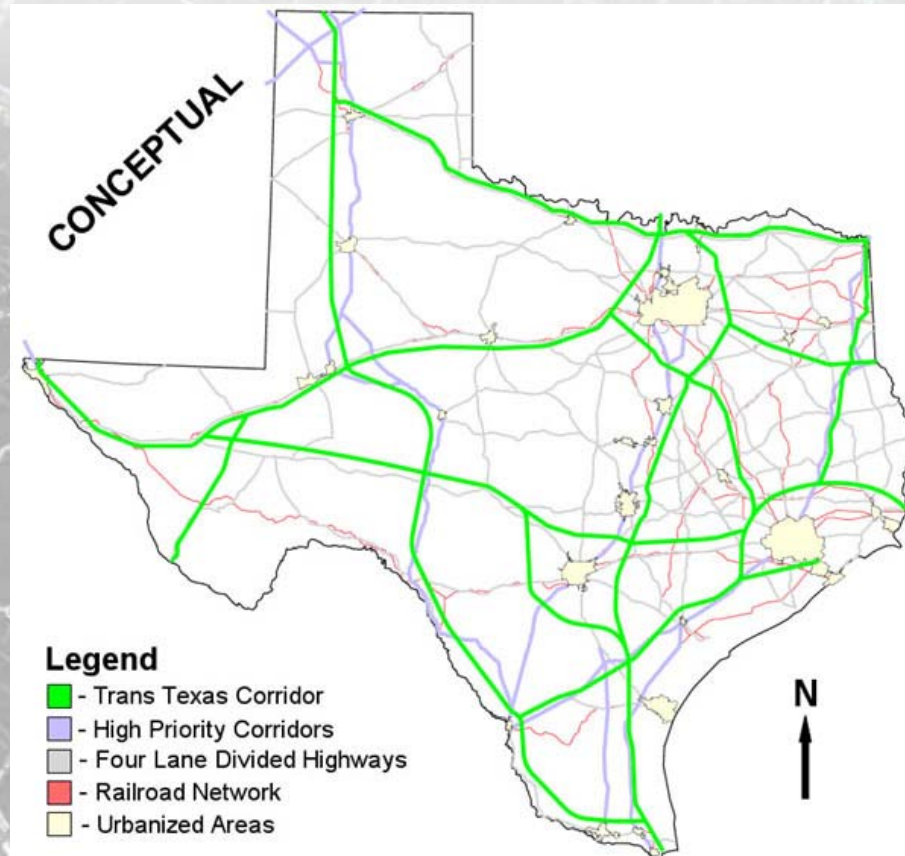 CONCEPTUAL
Legend
- Trans Texas Corridor
- High Priority Corridors
- Four Lane Divided Highways
- Railroad Network
- Urbanized Areas
N